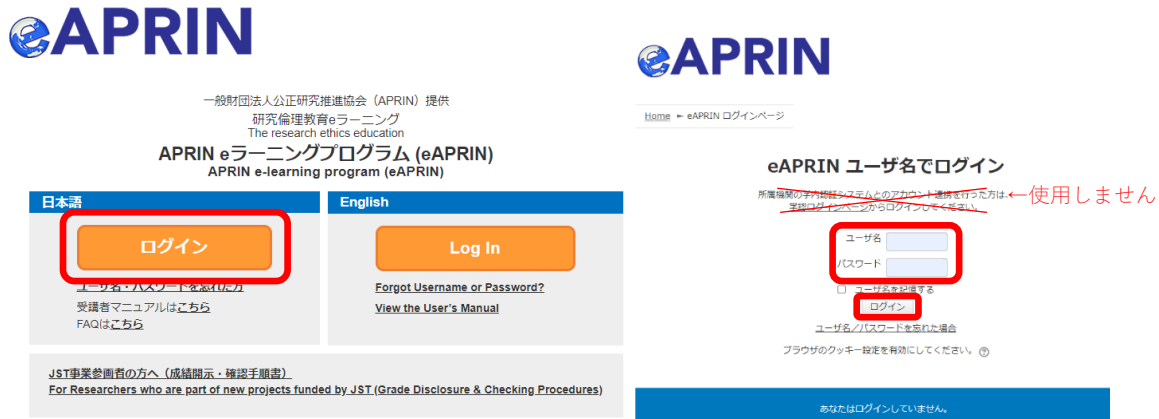 eAPRIN
一般財団法人公正研究推進協会（APRIN）提供
研究倫理教育eラーニング
The research ethics education
APRIN eラーニングプログラム (eAPRIN)
APRIN e-learning program (eAPRIN)
日本語
ログイン
ユーザ名・パスワードを忘れた方
受講者マニュアルはこちら
FAQはこちら
English
Log In
Forgot Username or Password?
View the User's Manual
JST事業参画者の方へ（成績開示・確認手順書）
For Researchers who are part of new projects funded by JST (Grade Disclosure & Checking Procedures)
eAPRIN
Home ► eAPRIN ログインページ
eAPRIN ユーザ名でログイン
所属機関の学内認証システムとのアカウント連携を行った方は、
学認ログインページからログインしてください。
←使用しません
ユーザ名
パスワード
ユーザ名を記憶する
ログイン
ユーザ名／パスワードを忘れた場合
ブラウザのクッキー設定を有効にしてください。
あなたはログインしていません。